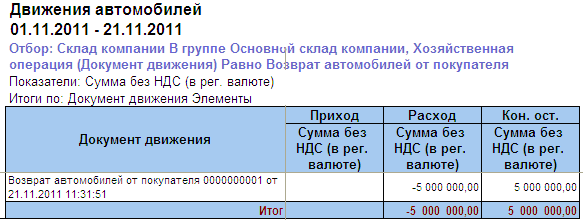 Движения автомобилей
01.11.2011 - 21.11.2011
Отбор: Склад компании В группе Основной склад компании, Хозяйственная
операция (Документ движения) Равно Возврат автомобилей от покупателя
Показатели: Сумма без НДС (в рег. валюте)
Итоги по: Документ движения Элементы
Документ движения Приход Расход Кон. ост.
Сумма без Сумма без Сумма без
НДС (в рег. НДС (в рег. НДС (в рег.
валюте) валюте) валюте)
Возврат автомобилей от покупателя 0000000001 от
21.11.2011 11:31:51 -5 000 000,00 5 000 000,00
Итог -5 000 000,00 5 000 000,00